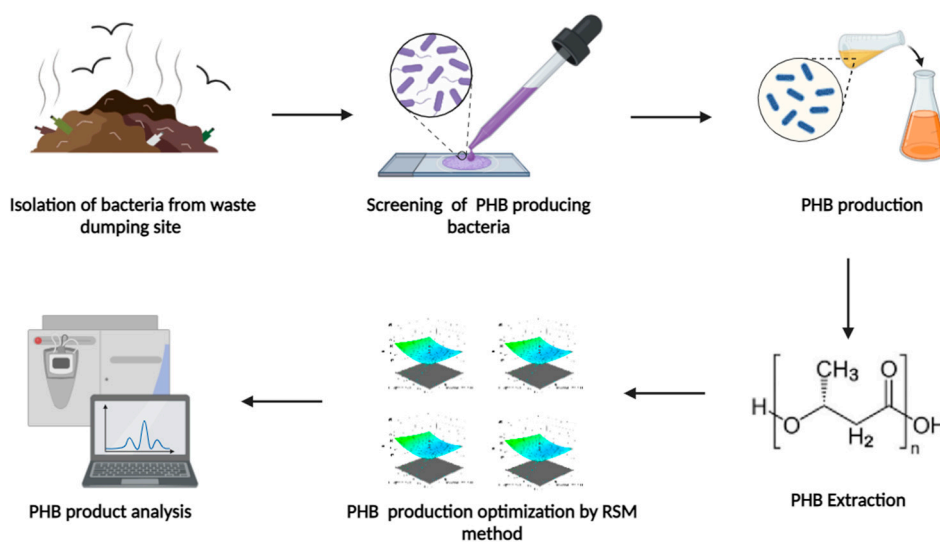 Isolation of bacteria from waste
dumping site
Screening of PHB producing
bacteria
PHB production
CH3
O
H
O
H2
OH
n
PHB Extraction
PHB production optimization by RSM
method
PHB product analysis